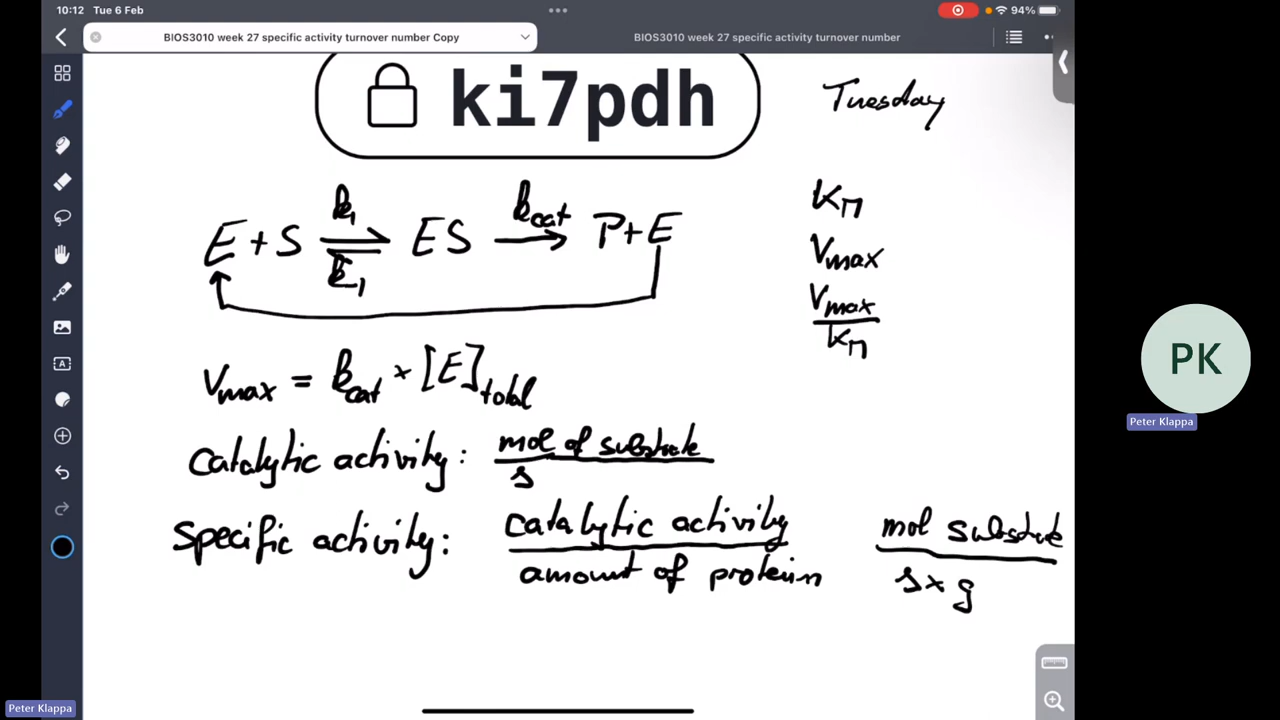 10:12 Tue 6 Feb
94%
BIOS3010 week 27 specific activity turnover number Copy
BIOS3010 week 27 specific activity turnover number
ki7pdh
Tuesday
E + S k1 k-1 ES kcat P + E
KM
Vmax
Vmax
KM
Vmax = kcat × [E]total
Catalytic activity: mol of substrate
s
Specific activity: catalytic activity mol substrate
amount of protein s × g
PK
Peter Klappa
Peter Klappa